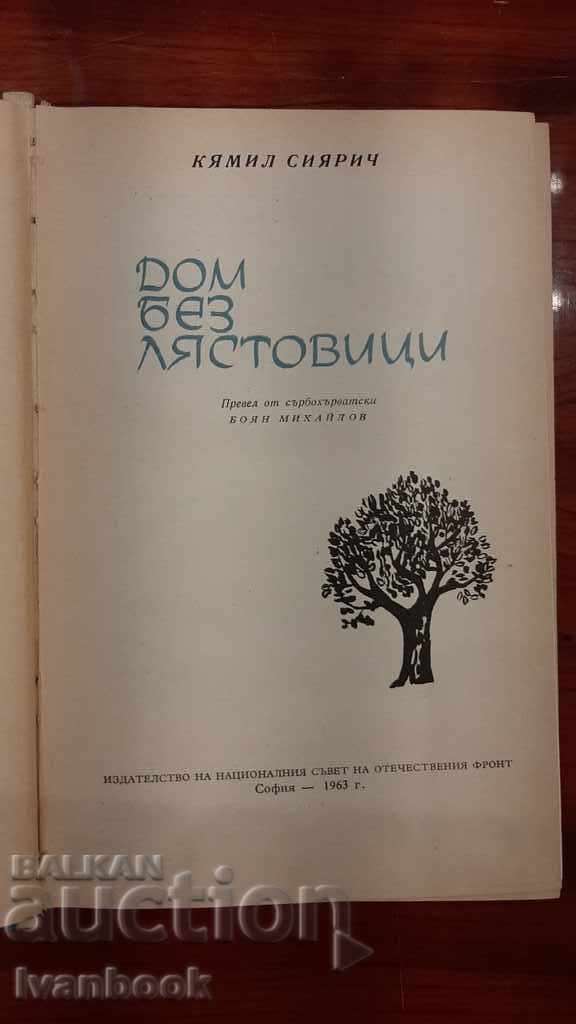 КЯМИЛ СИЯРИЧ
ДОМ
БЕЗ
ЛЯСТОВИЦИ
Превел от сърбохърватски
БОЯН МИХАЙЛОВ
ИЗДАТЕЛСТВО НА НАЦИОНАЛНИЯ СЪВЕТ НА ОТЕЧЕСТВЕНИЯ ФРОНТ
София — 1963 г.
BALKAN
auction
Ivanbook